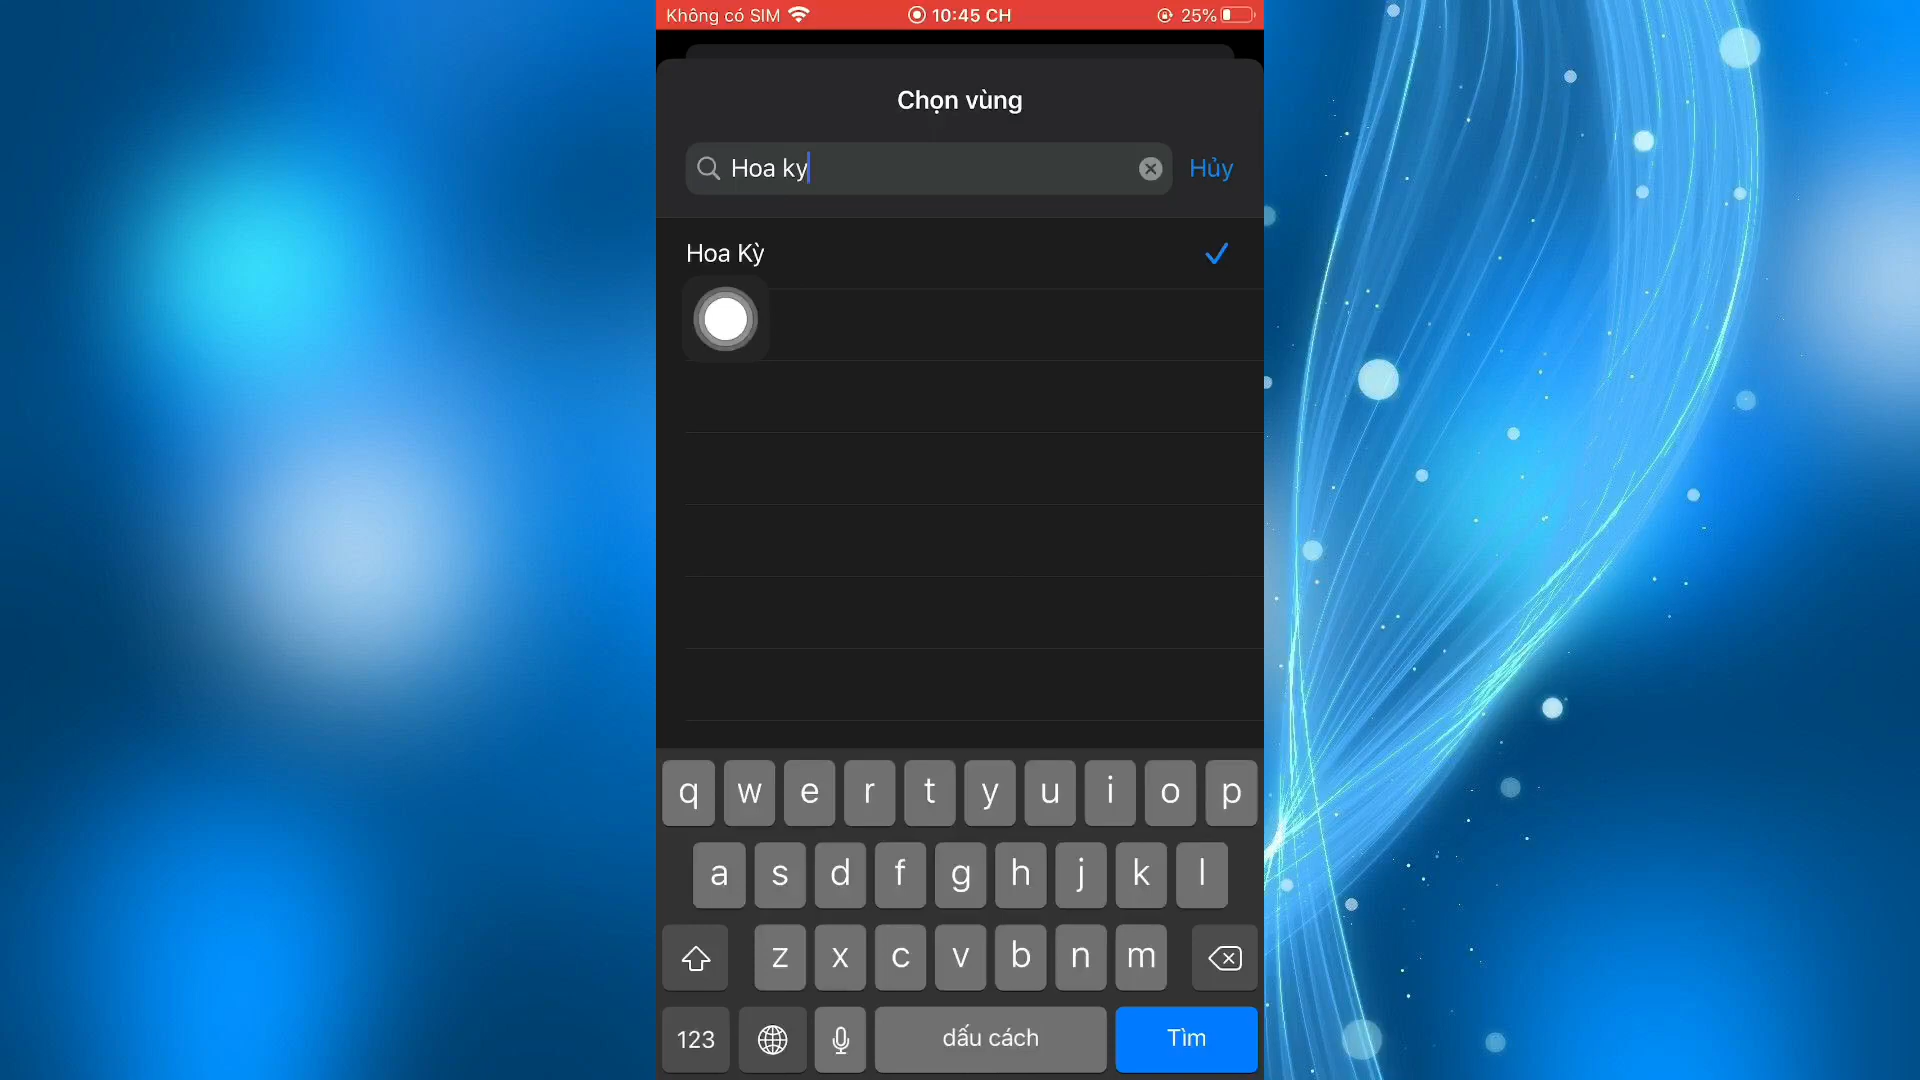 Không có SIM 10:45 CH 25%
Chọn vùng
Hoa ky Hủy
Hoa Kỳ
q w e r t y u i o p
a s d f g h j k l
z x c v b n m
123 dấu cách Tìm